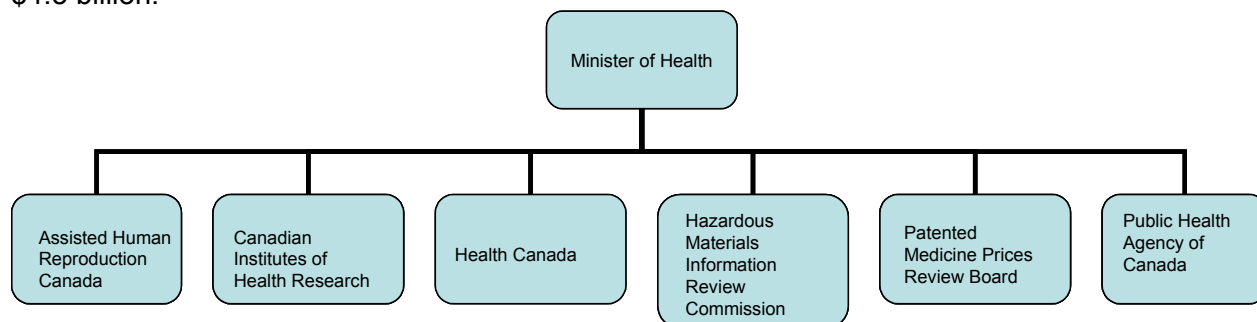 billion.
Minister of Health
Assisted Human
Reproduction
Canada
Canadian
Institutes of
Health Research
Health Canada
Hazardous
Materials
Information
Review
Commission
Patented
Medicine Prices
Review Board
Public Health
Agency of
Canada